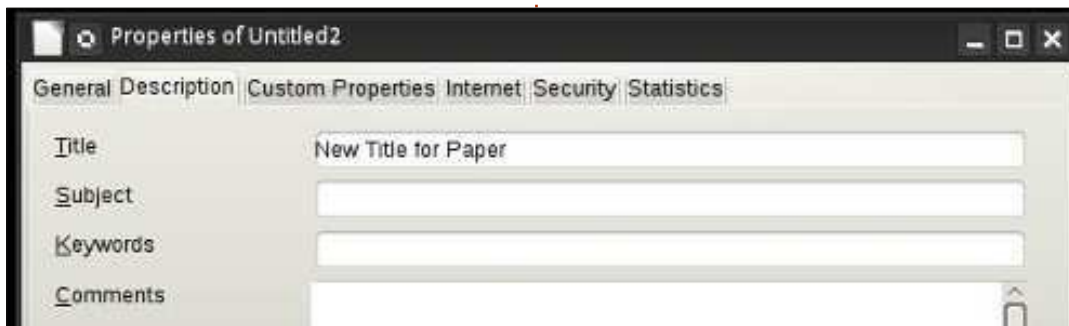 Properties of Untitled2
General Description Custom Properties Internet Security Statistics
Title New Title for Paper
Subject
Keywords
Comments